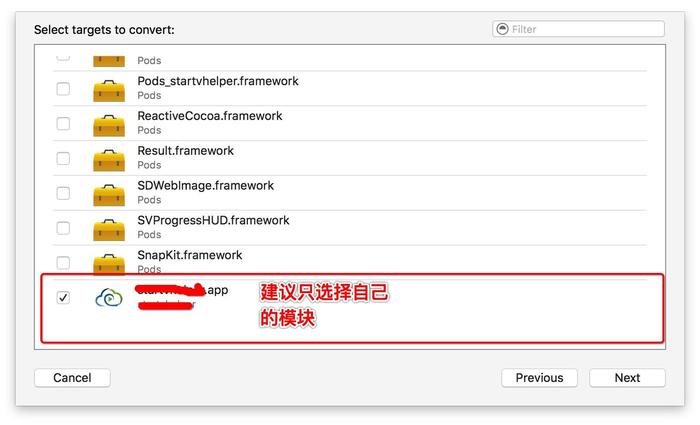 Select targets to convert:
Filter
Pods
Pods_startvhelper.framework
Pods
ReactiveCocoa.framework
Pods
Result.framework
Pods
SDWebImage.framework
Pods
SVProgressHUD.framework
Pods
SnapKit.framework
Pods
.app
建议只选择自己
的模块
Cancel
Previous
Next